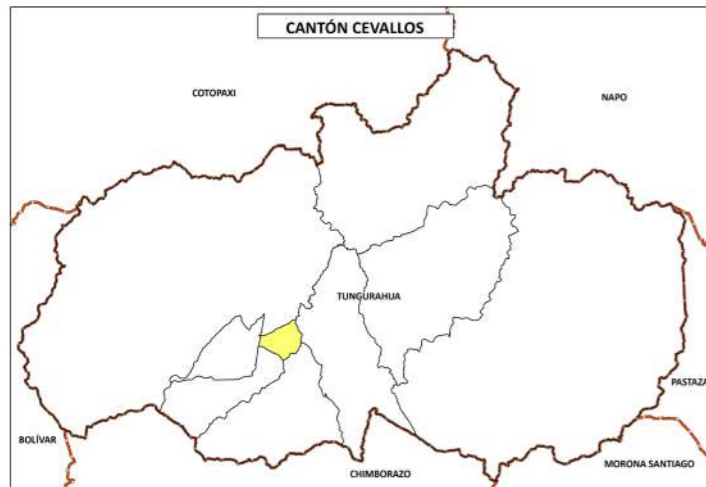 CANTÓN CEVALLOS
COTOPAXI
NAPO
TUNGURAHUA
PASTAZA
BOLÍVAR
MORONA SANTIAGO
CHIMBORAZO